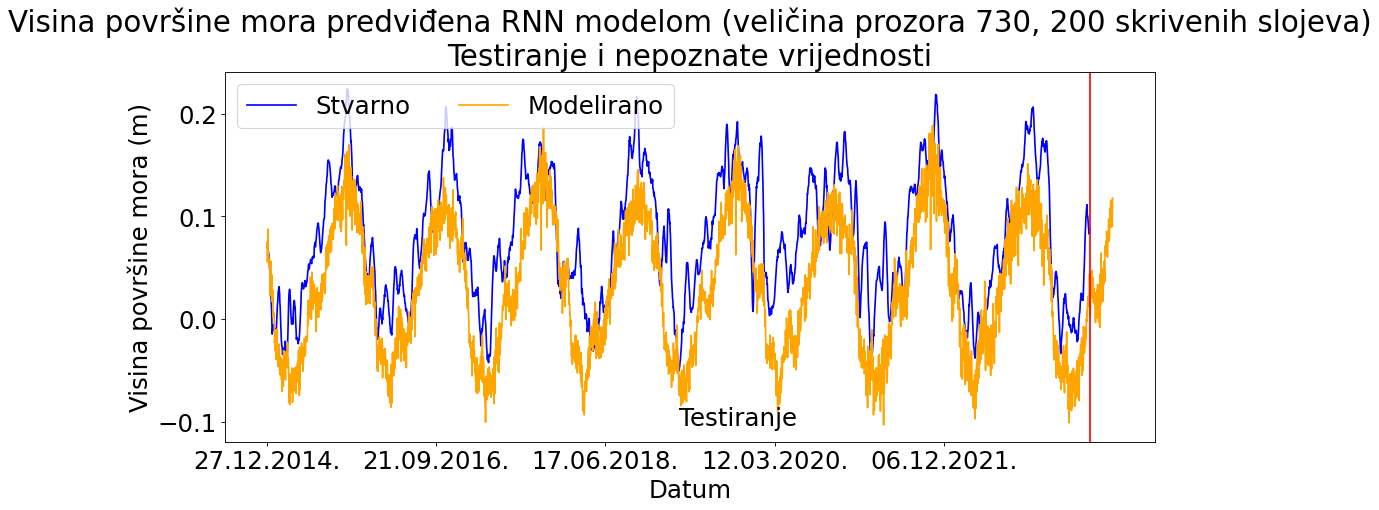 Visina površine mora predviđena RNN modelom (veličina prozora 730, 200 skrivenih slojeva)
Testiranje i nepoznate vrijednosti
Stvarno Modelirano
Visina površine mora (m)
0.2
0.1
0.0
−0.1
Testiranje
27.12.2014. 21.09.2016. 17.06.2018. 12.03.2020. 06.12.2021.
Datum